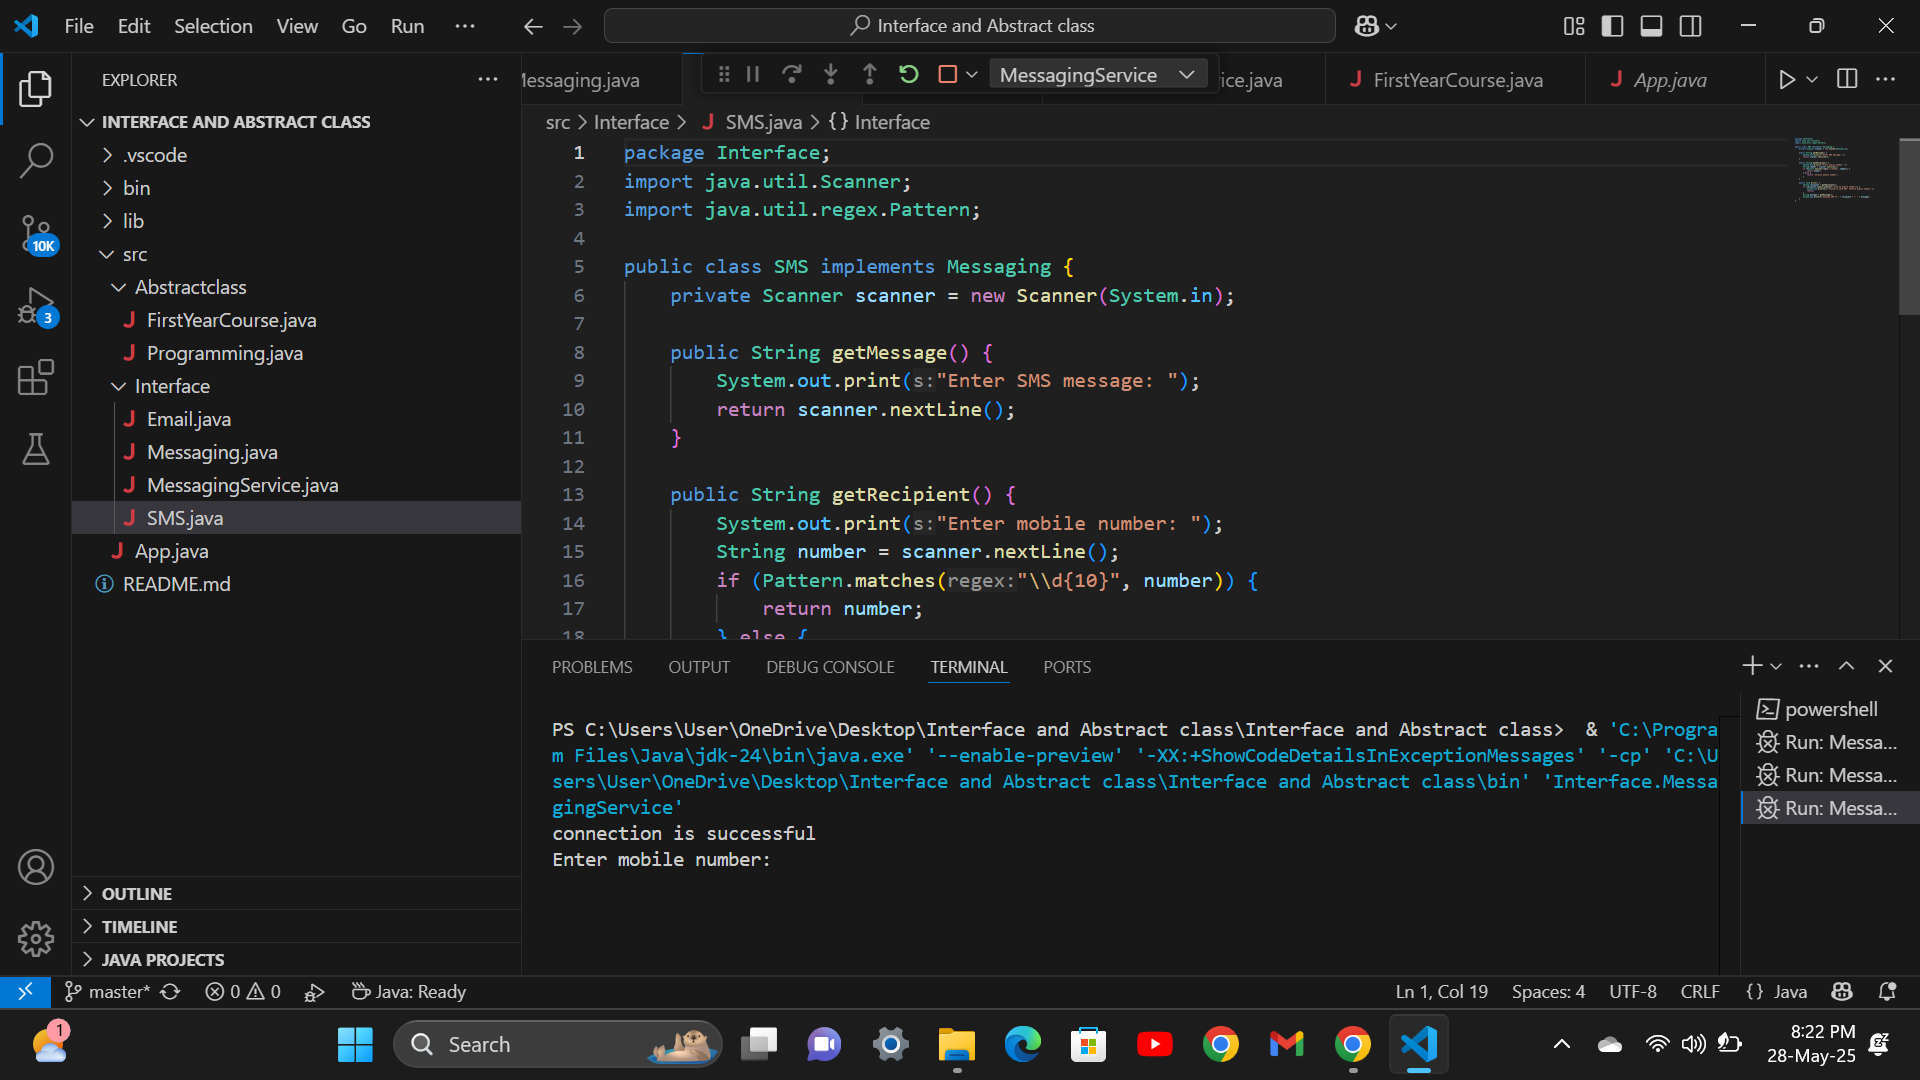 File Edit Selection View Go Run ···
Interface and Abstract class
EXPLORER
INTERFACE AND ABSTRACT CLASS
.vscode
bin
lib
src
Abstractclass
FirstYearCourse.java
Programming.java
Interface
Email.java
Messaging.java
MessagingService.java
SMS.java
App.java
README.md
OUTLINE
TIMELINE
JAVA PROJECTS
10K
3
Messaging.java
MessagingService
ice.java
FirstYearCourse.java
App.java
src > Interface > SMS.java > {} Interface
1 package Interface;
2 import java.util.Scanner;
3 import java.util.regex.Pattern;
4
5 public class SMS implements Messaging {
6 private Scanner scanner = new Scanner(System.in);
7
8 public String getMessage() {
9 System.out.print(s:"Enter SMS message: ");
10 return scanner.nextLine();
11 }
12
13 public String getRecipient() {
14 System.out.print(s:"Enter mobile number: ");
15 String number = scanner.nextLine();
16 if (Pattern.matches(regex:"\\d{10}", number)) {
17 return number;
18 } else {
PROBLEMS OUTPUT DEBUG CONSOLE TERMINAL PORTS
PS C:\Users\User\OneDrive\Desktop\Interface and Abstract class\Interface and Abstract class> & 'C:\Progra
m Files\Java\jdk-24\bin\java.exe' '--enable-preview' '-XX:+ShowCodeDetailsInExceptionMessages' '-cp' 'C:\U
sers\User\OneDrive\Desktop\Interface and Abstract class\Interface and Abstract class\bin' 'Interface.Messa
gingService'
connection is successful
Enter mobile number:
powershell
Run: Messa...
Run: Messa...
Run: Messa...
master* 0 0 Java: Ready
Ln 1, Col 19 Spaces: 4 UTF-8 CRLF {} Java
1
Search
8:22 PM
28-May-25